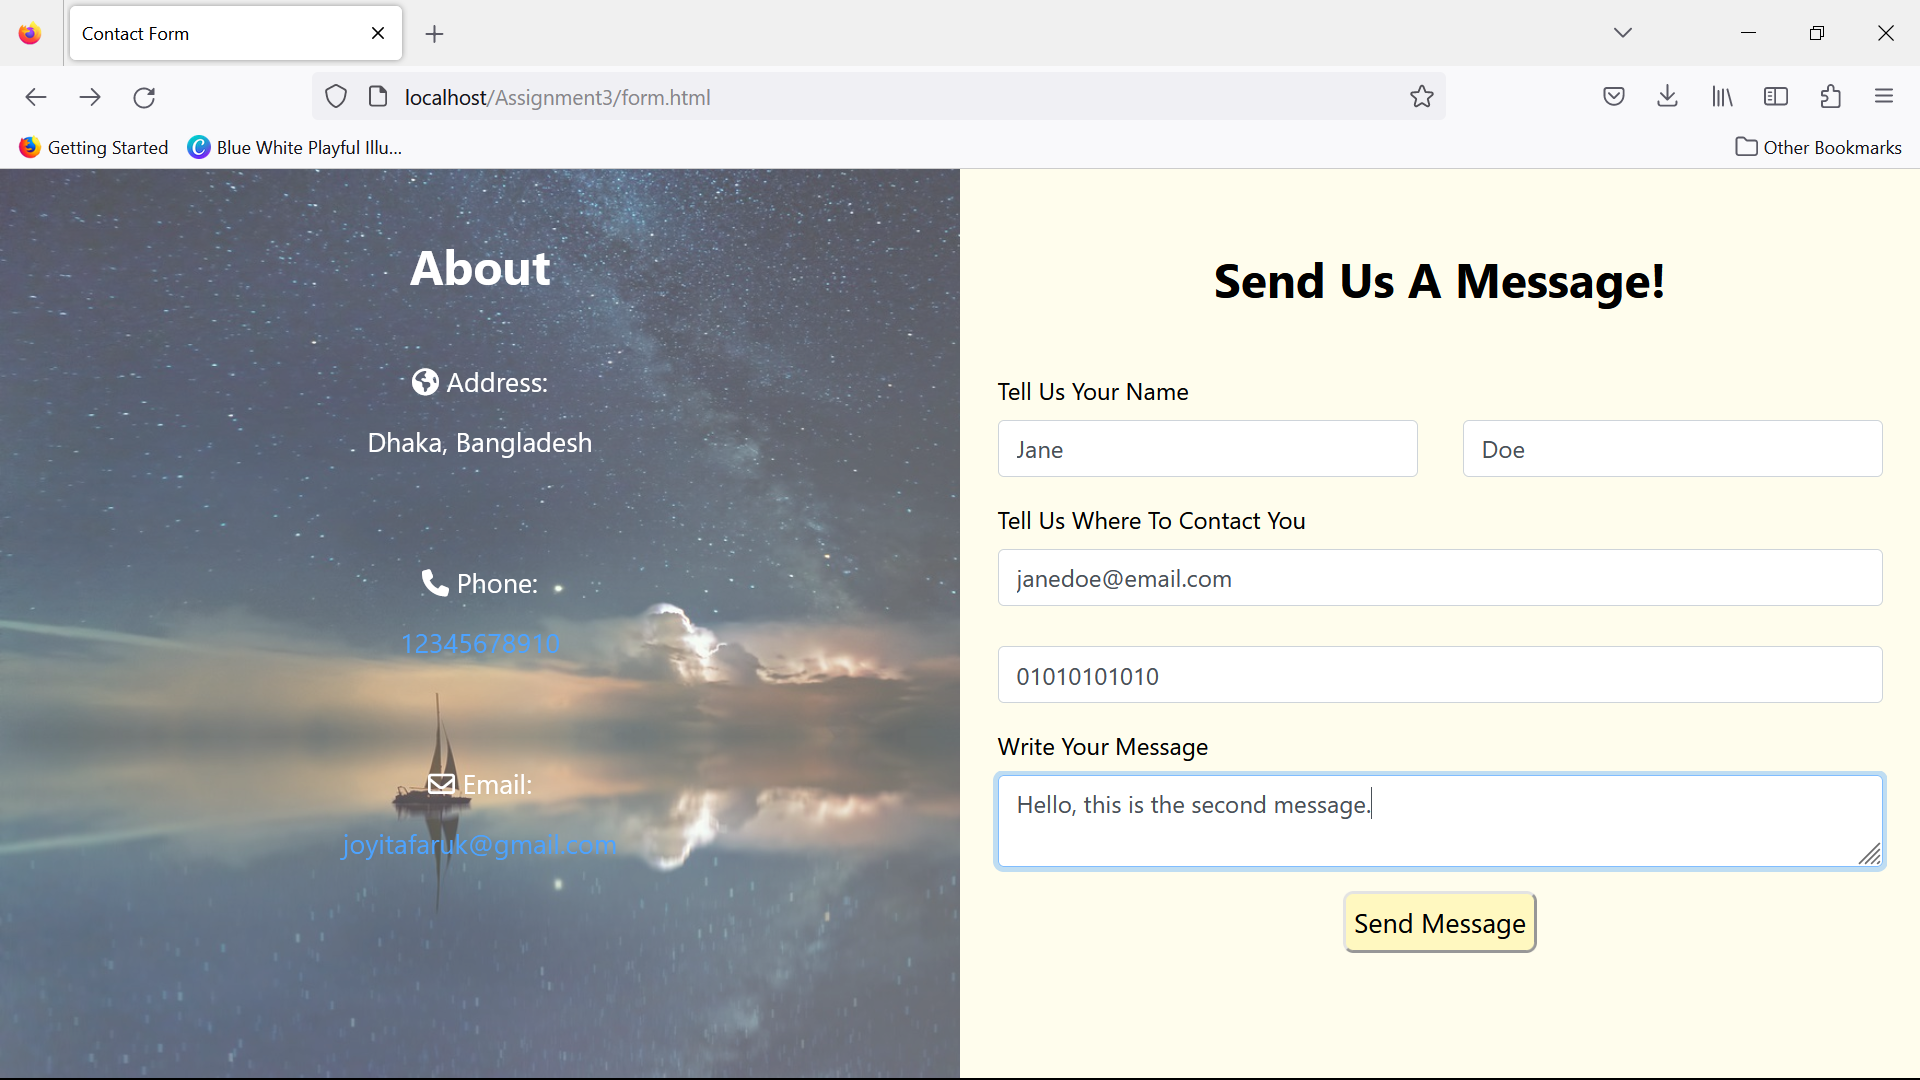 Contact Form
localhost/Assignment3/form.html
Getting Started
Blue White Playful Illu...
Other Bookmarks
About
Address:
Dhaka, Bangladesh
Phone:
12345678910
Email:
joyitafaruk@gmail.com
Send Us A Message!
Tell Us Your Name
Jane
Doe
Tell Us Where To Contact You
janedoe@email.com
01010101010
Write Your Message
Hello, this is the second message.
Send Message